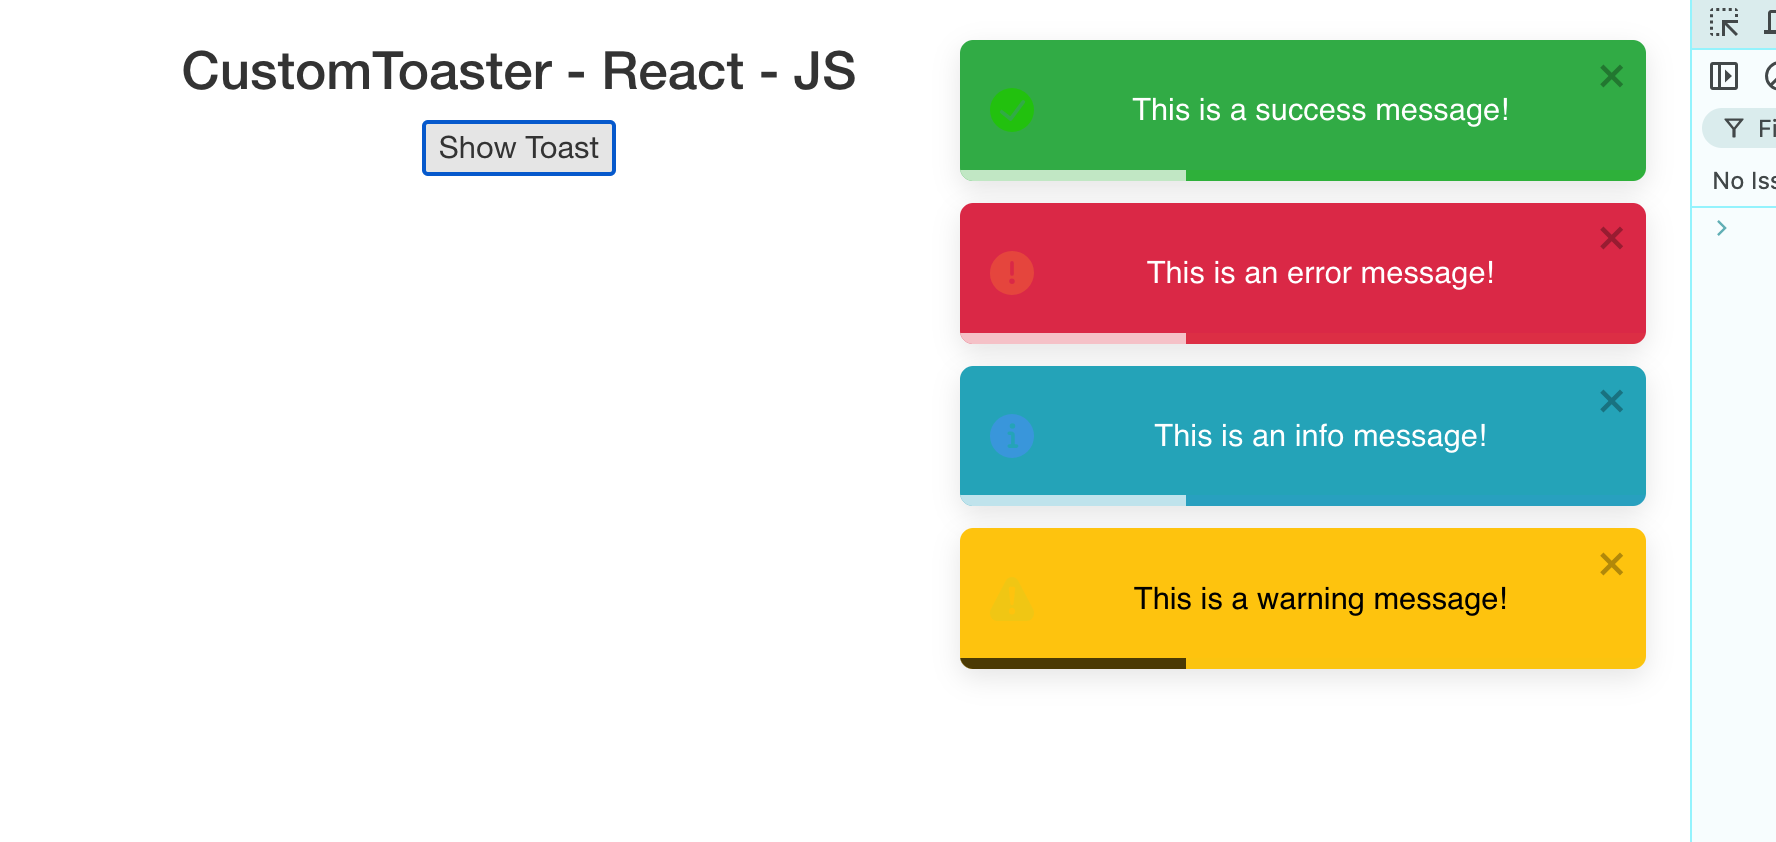 CustomToaster - React - JS
Show Toast
This is a success message!
This is an error message!
This is an info message!
This is a warning message!
Fi
No Iss